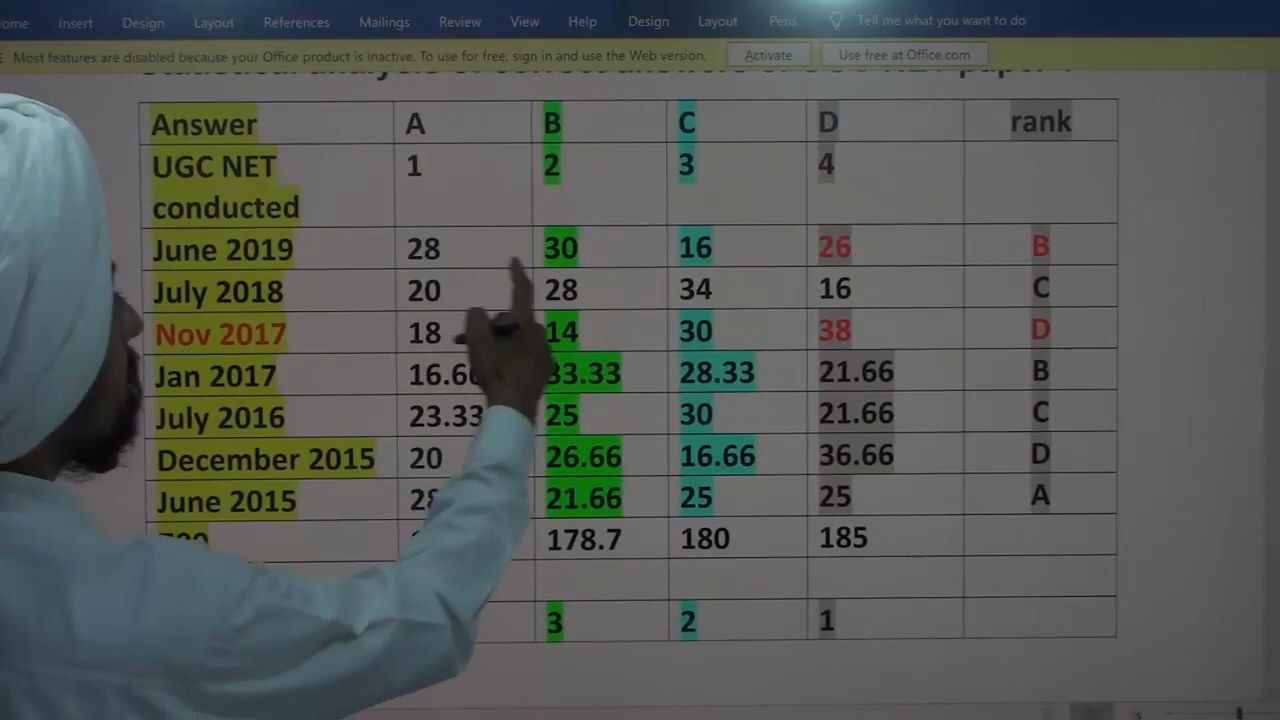 ome Insert Design Layout References Mailings Review View Help Design Layout Pens Tell me what you want to do
Most features are disabled because your Office product is inactive. To use for free, sign in and use the Web version. Activate Use free at Office.com
Answer A B C D rank
UGC NET 1 2 3 4
conducted
June 2019 28 30 16 26 B
July 2018 20 28 34 16 C
Nov 2017 18 14 30 38 D
Jan 2017 16.66 33.33 28.33 21.66 B
July 2016 23.33 25 30 21.66 C
December 2015 20 26.66 16.66 36.66 D
June 2015 21.66 25 25 A
178.7 180 185
3 2 1